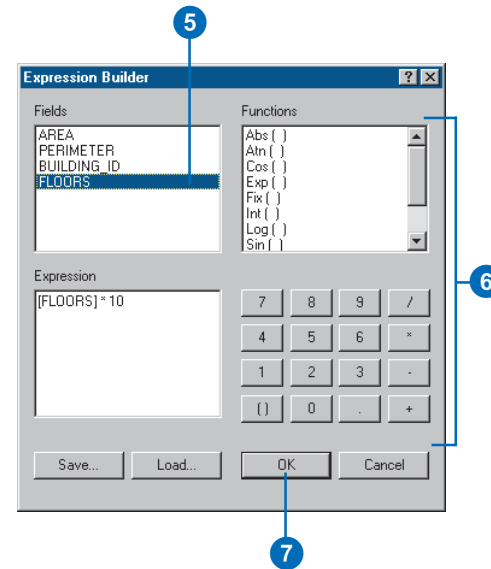 5
Expression Builder
? ×
Fields
Functions
AREA
PERIMETER
BUILDING_ID
FLOORS
Abs ( )
Atn ( )
Cos ( )
Exp ( )
Fix ( )
Int ( )
Log ( )
Sin ( )
6
Expression
[FLOORS] * 10
7 8 9 /
4 5 6 *
1 2 3 -
( ) 0 . +
Save... Load... OK Cancel
7